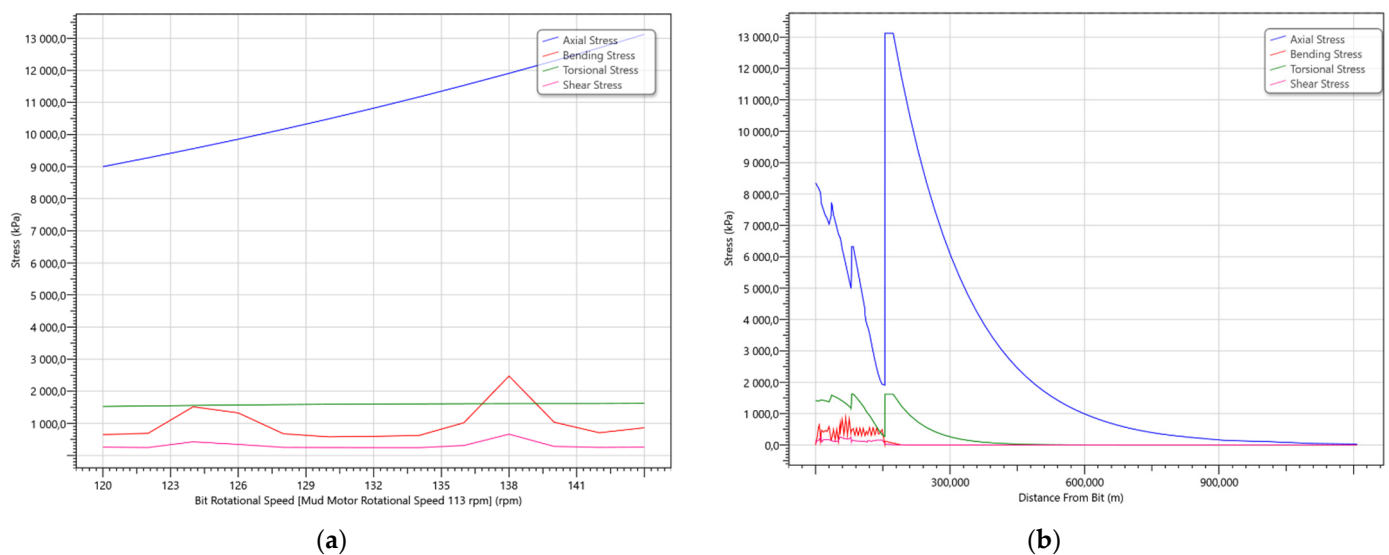 13 000,0
12 000,0
11 000,0
10 000,0
9 000,0
8 000,0
7 000,0
6 000,0
5 000,0
4 000,0
3 000,0
2 000,0
1 000,0
Stress (kPa)
Axial Stress
Bending Stress
Torsional Stress
Shear Stress
120
123
126
129
132
135
138
141
Bit Rotational Speed [Mud Motor Rotational Speed 113 rpm] (rpm)
(a)
13 000,0
12 000,0
11 000,0
10 000,0
9 000,0
8 000,0
7 000,0
6 000,0
5 000,0
4 000,0
3 000,0
2 000,0
1 000,0
0,0
Stress (kPa)
Axial Stress
Bending Stress
Torsional Stress
Shear Stress
300,000
600,000
900,000
Distance From Bit (m)
(b)